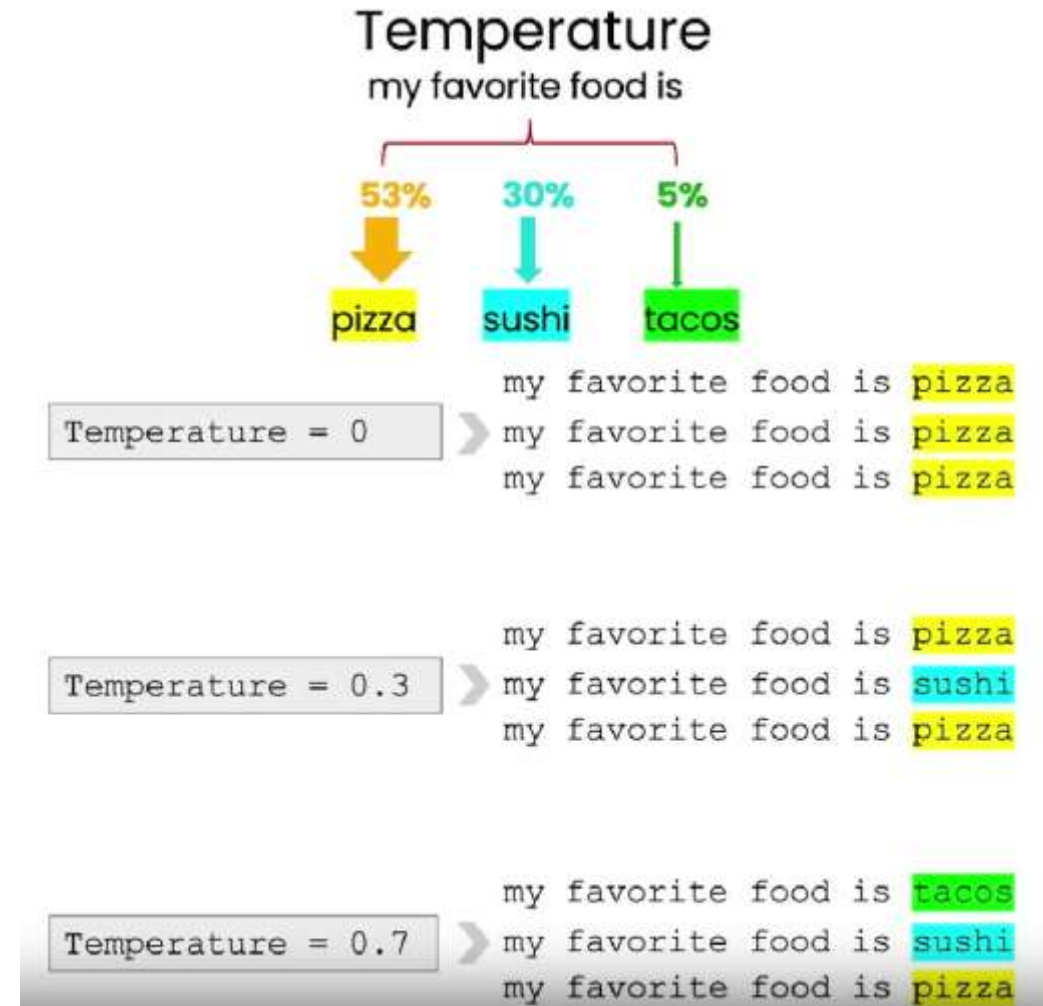 Temperature
my favorite food is
53% 30% 5%
pizza sushi tacos
my favorite food is pizza
Temperature = 0 my favorite food is pizza
my favorite food is pizza
my favorite food is pizza
Temperature = 0.3 my favorite food is sushi
my favorite food is pizza
my favorite food is tacos
Temperature = 0.7 my favorite food is sushi
my favorite food is pizza